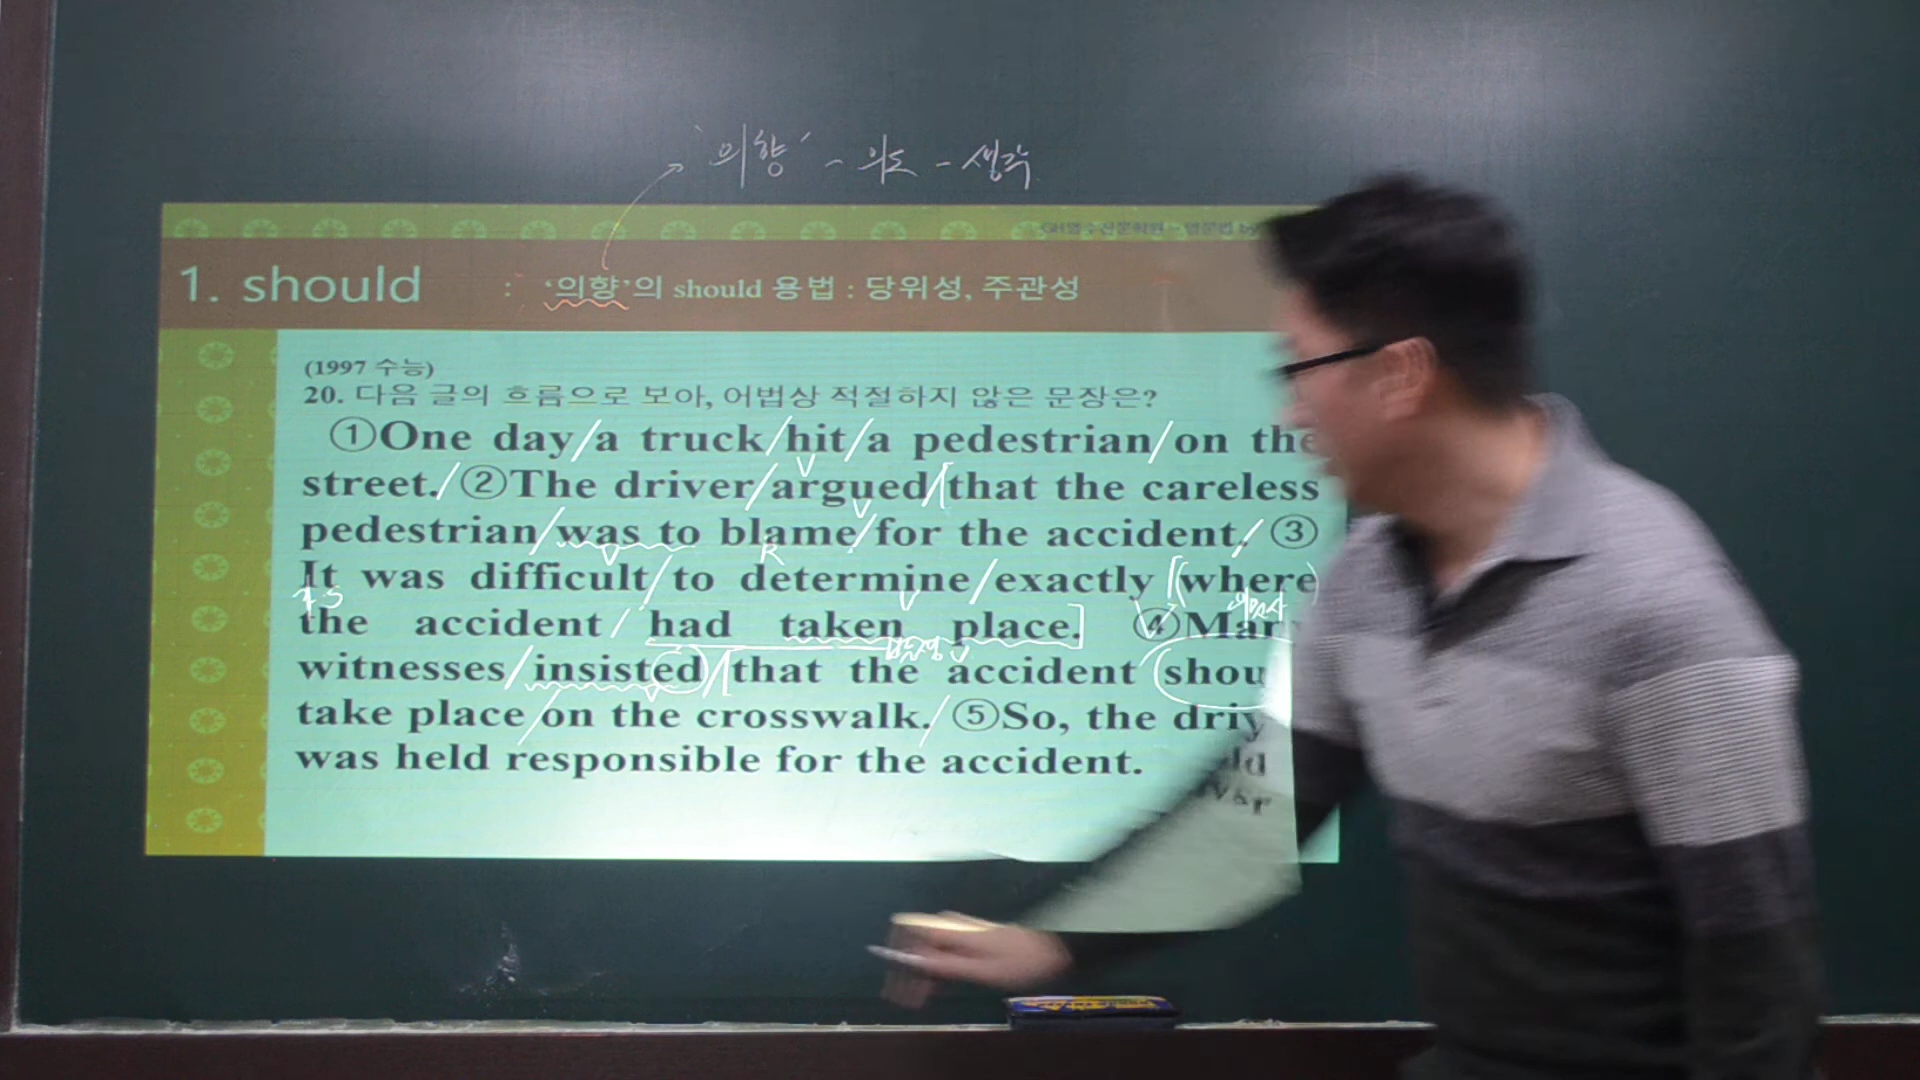 ‘의향’ - 의도 - 생각
1. should : ‘의향’의 should 용법 : 당위성, 주관성
(1997 수능)
20. 다음 글의 흐름으로 보아, 어법상 적절하지 않은 문장은?
①One day/a truck/hit/a pedestrian/on the
street./②The driver/argued/[that the careless
pedestrian/was to blame/for the accident./③
It was difficult/to determine/exactly [(where)
the accident/had taken place.] ④Man
witnesses/insisted/[that the accident (shou
take place/on the crosswalk./⑤So, the driv
was held responsible for the accident.